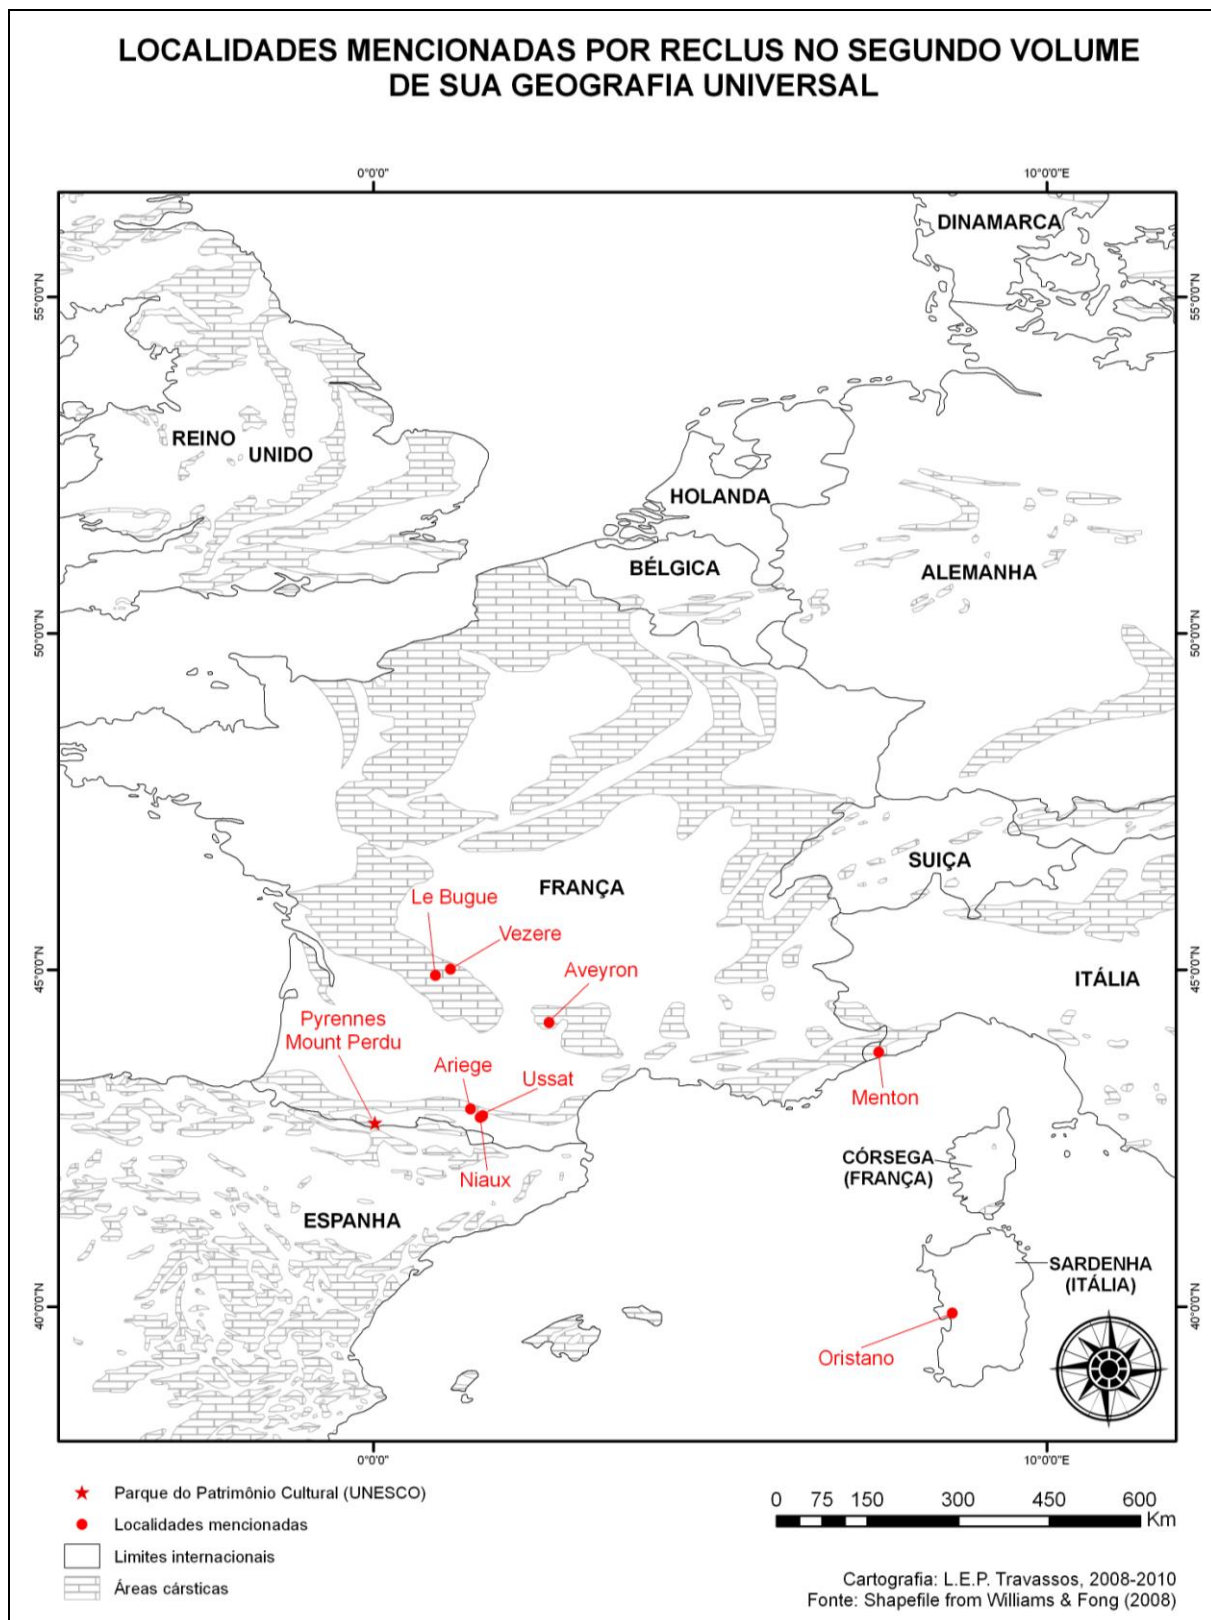 LOCALIDADES MENCIONADAS POR RECLUS NO SEGUNDO VOLUME
DE SUA GEOGRAFIA UNIVERSAL
0°0'0"
10°0'0"E
DINAMARCA
55°0'0"N
55°0'0"N
REINO
UNIDO
HOLANDA
BÉLGICA
ALEMANHA
50°0'0"N
50°0'0"N
SUIÇA
FRANÇA
Le Bugue
Vezere
Aveyron
45°0'0"N
45°0'0"N
ITÁLIA
Pyrennes
Mount Perdu
Ariege
Ussat
Menton
Niaux
CÓRSEGA
(FRANÇA)
ESPANHA
SARDENHA
(ITÁLIA)
40°0'0"N
40°0'0"N
Oristano
0°0'0"
10°0'0"E
Parque do Patrimônio Cultural (UNESCO)
Localidades mencionadas
Limites internacionais
Áreas cársticas
0 75 150 300 450 600
Km
Cartografia: L.E.P. Travassos, 2008-2010
Fonte: Shapefile from Williams & Fong (2008)